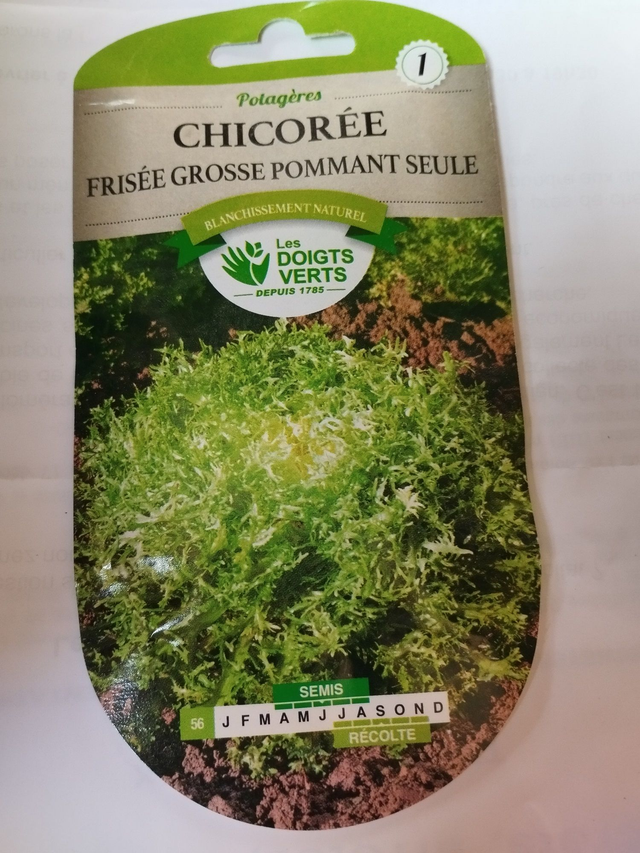 1
Potagères
CHICORÉE
FRISÉE GROSSE POMMANT SEULE
BLANCHISSEMENT NATUREL
Les
DOIGTS
VERTS
DEPUIS 1785
SEMIS
56 J F M A M J J A S O N D
RÉCOLTE